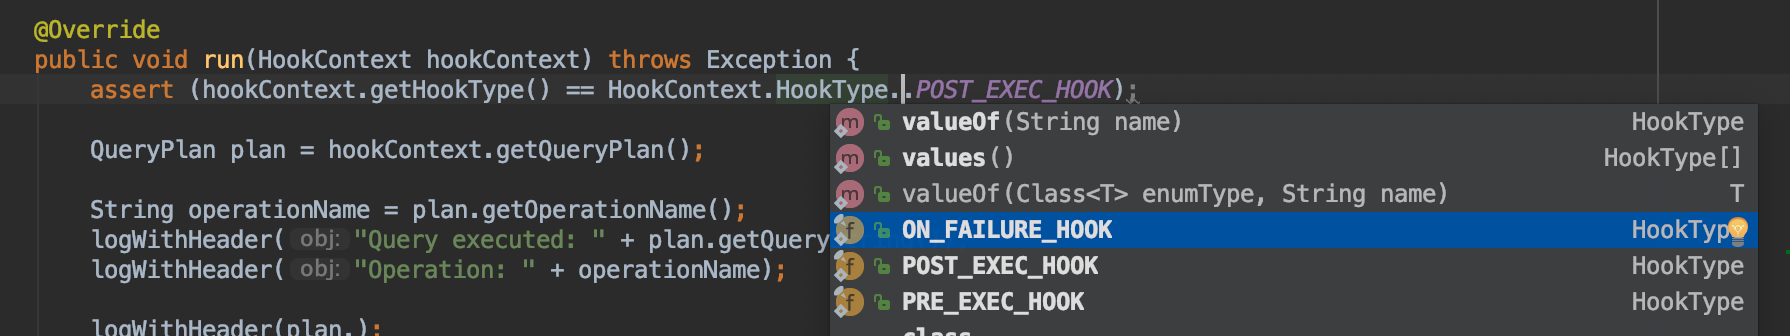 @Override
public void run(HookContext hookContext) throws Exception {
assert (hookContext.getHookType() == HookContext.HookType..POST_EXEC_HOOK);
m valueOf(String name) HookType
QueryPlan plan = hookContext.getQueryPlan();
m values() HookType[]
m valueOf(Class<T> enumType, String name) T
String operationName = plan.getOperationName();
f ON_FAILURE_HOOK HookTyp
logWithHeader( obj: "Query executed: " + plan.getQuery
f POST_EXEC_HOOK HookType
logWithHeader( obj: "Operation: " + operationName);
f PRE_EXEC_HOOK HookType
logWithHeader(plan.);
class